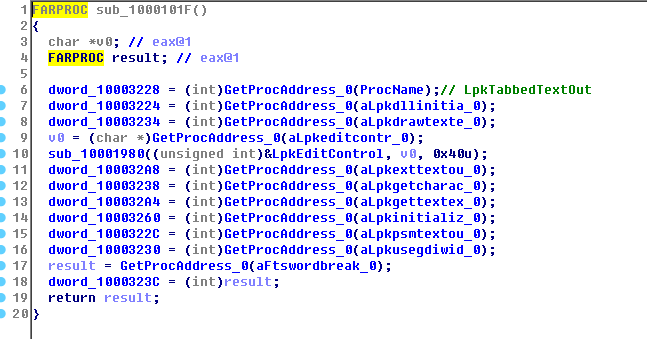 1 FARPROC sub_1000101F()
2 {
3 char *v0; // eax@1
4 FARPROC result; // eax@1
5
6 dword_10003228 = (int)GetProcAddress_0(ProcName);// LpkTabbedTextOut
7 dword_10003224 = (int)GetProcAddress_0(aLpkdllinitia_0);
8 dword_10003234 = (int)GetProcAddress_0(aLpkdrawtexte_0);
9 v0 = (char *)GetProcAddress_0(aLpkeditcontr_0);
10 sub_10001980((unsigned int)&LpkEditControl, v0, 0x40u);
11 dword_100032A8 = (int)GetProcAddress_0(aLpkexttextou_0);
12 dword_10003238 = (int)GetProcAddress_0(aLpkgetcharac_0);
13 dword_100032A4 = (int)GetProcAddress_0(aLpkgettextex_0);
14 dword_10003260 = (int)GetProcAddress_0(aLpkinitializ_0);
15 dword_1000322C = (int)GetProcAddress_0(aLpkpsmtextou_0);
16 dword_10003230 = (int)GetProcAddress_0(aLpkusegdiwid_0);
17 result = GetProcAddress_0(aFtswordbreak_0);
18 dword_1000323C = (int)result;
19 return result;
20 }